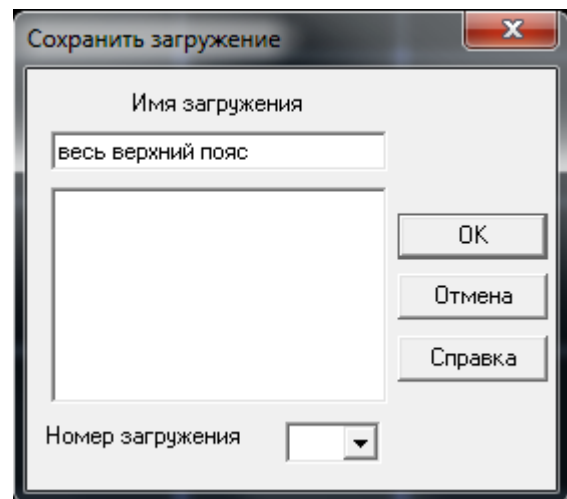 Сохранить загружение
Имя загружения
весь верхний пояс
OK
Отмена
Справка
Номер загружения